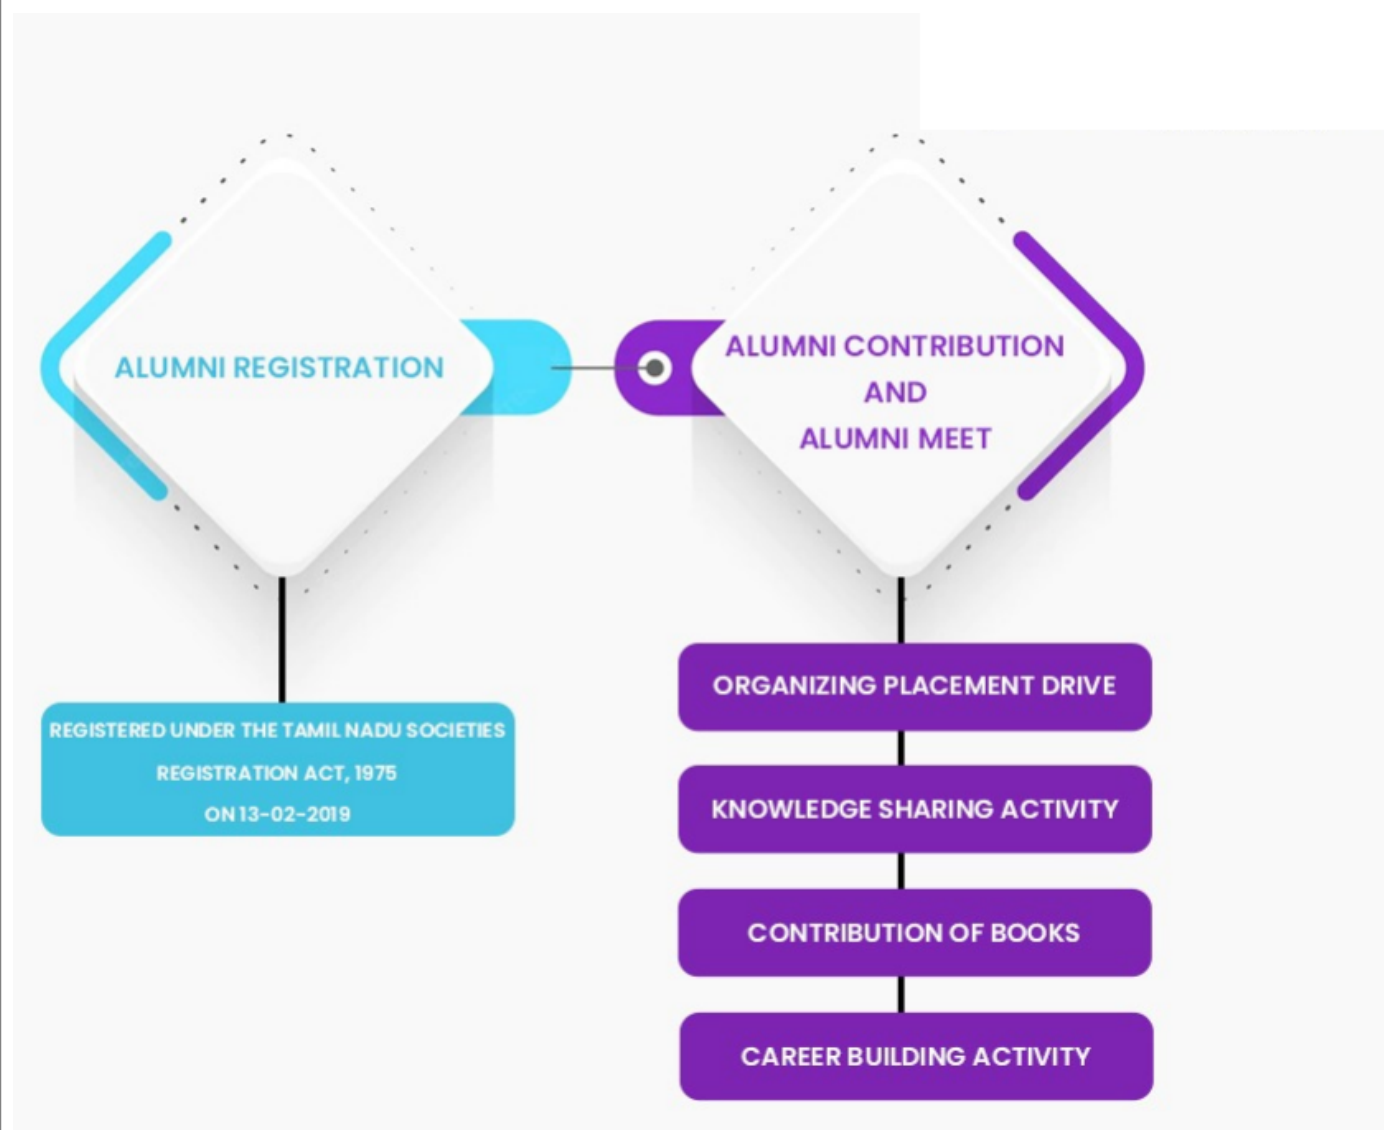 ALUMNI REGISTRATION
REGISTERED UNDER THE TAMIL NADU SOCIETIES
REGISTRATION ACT, 1975
ON 13-02-2019
ALUMNI CONTRIBUTION
AND
ALUMNI MEET
ORGANIZING PLACEMENT DRIVE
KNOWLEDGE SHARING ACTIVITY
CONTRIBUTION OF BOOKS
CAREER BUILDING ACTIVITY